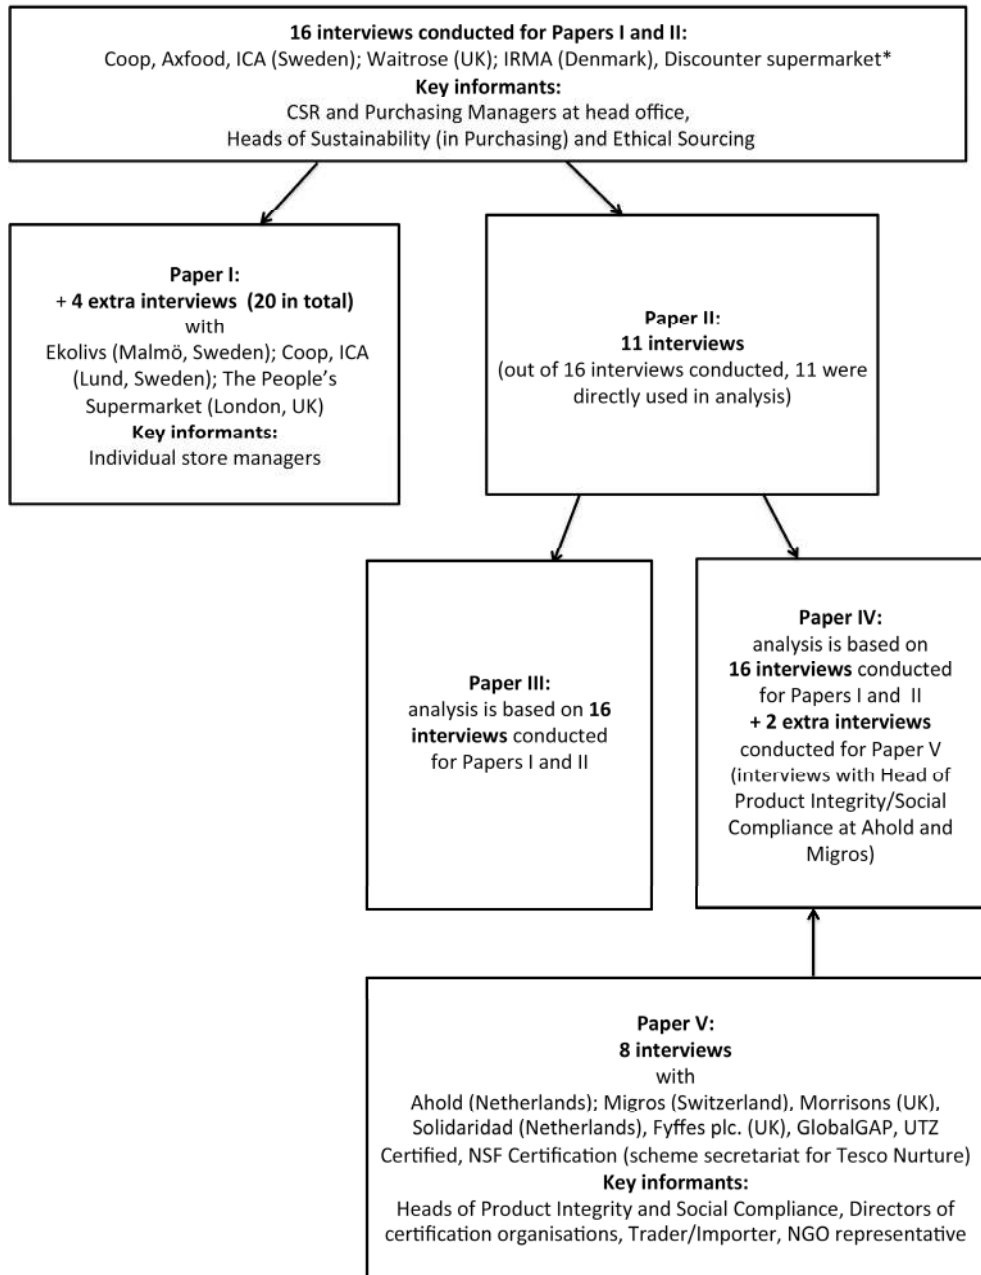 16 interviews conducted for Papers I and II:
Coop, Axfood, ICA (Sweden); Waitrose (UK); IRMA (Denmark), Discounter supermarket*
Key informants:
CSR and Purchasing Managers at head office,
Heads of Sustainability (in Purchasing) and Ethical Sourcing
Paper I:
+ 4 extra interviews (20 in total)
with
Ekolivs (Malmö, Sweden); Coop, ICA
(Lund, Sweden); The People's
Supermarket (London, UK)
Key informants:
Individual store managers
Paper II:
11 interviews
(out of 16 interviews conducted, 11 were
directly used in analysis)
Paper III:
analysis is based on 16
interviews conducted
for Papers I and II
Paper IV:
analysis is based on
16 interviews conducted
for Papers I and II
+ 2 extra interviews
conducted for Paper V
(interviews with Head of
Product Integrity/Social
Compliance at Ahold and
Migros)
Paper V:
8 interviews
with
Ahold (Netherlands); Migros (Switzerland), Morrisons (UK),
Solidaridad (Netherlands), Fyffes plc. (UK), GlobalGAP, UTZ
Certified, NSF Certification (scheme secretariat for Tesco Nurture)
Key informants:
Heads of Product Integrity and Social Compliance, Directors of
certification organisations, Trader/Importer, NGO representative